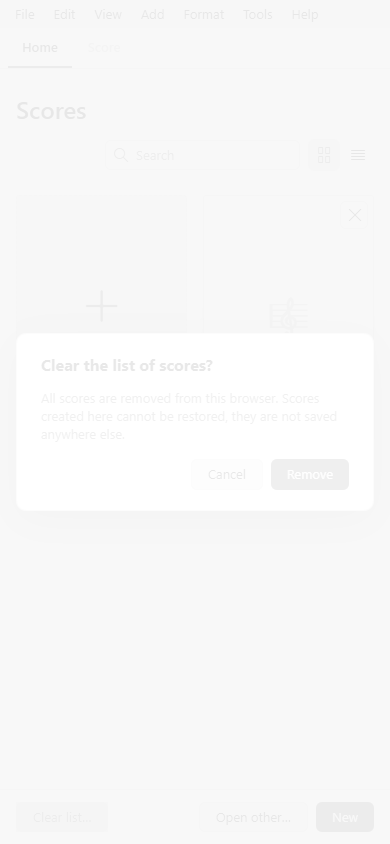 File Edit View Add Format Tools Help
Home Score
Scores
Search
Clear the list of scores?
All scores are removed from this browser. Scores
created here cannot be restored, they are not saved
anywhere else.
Cancel Remove
Clear list... Open other... New